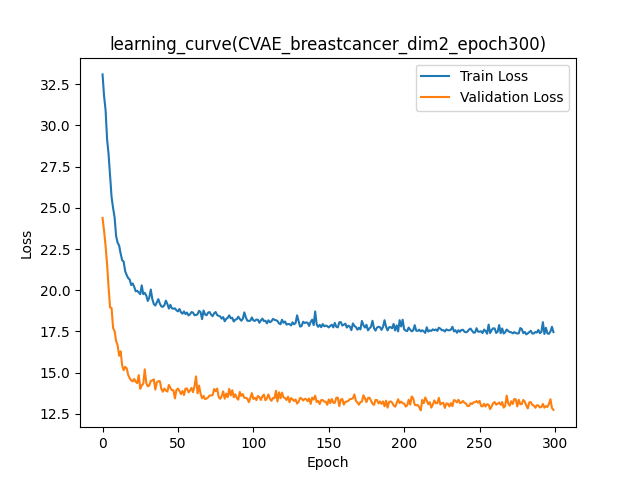 learning_curve(CVAE_breastcancer_dim2_epoch300)
Train Loss
Validation Loss
Loss
32.5
30.0
27.5
25.0
22.5
20.0
17.5
15.0
12.5
0 50 100 150 200 250 300
Epoch